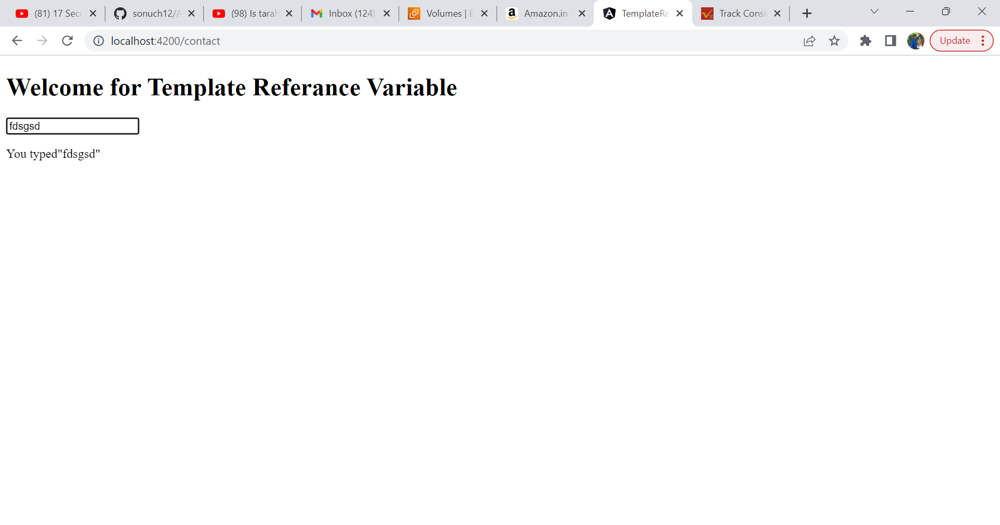 (81) 17 Sec
sonuch12/A
(98) Is tarah
Inbox (124)
Volumes | E
Amazon.in :
TemplateRe
Track Consi
localhost:4200/contact
Update
Welcome for Template Referance Variable
fdsgsd
You typed"fdsgsd"